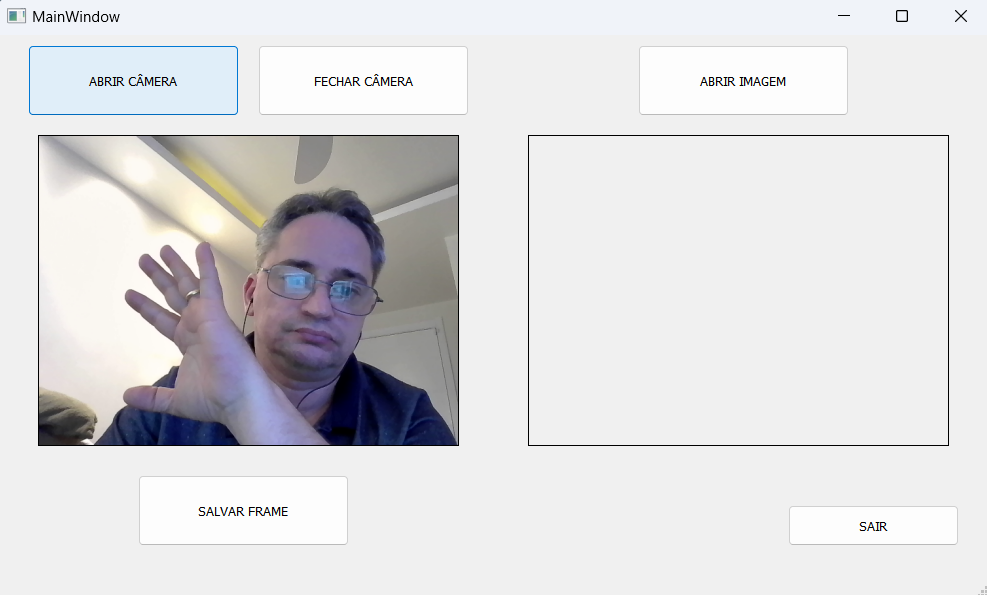 MainWindow
ABRIR CÂMERA
FECHAR CÂMERA
ABRIR IMAGEM
SALVAR FRAME
SAIR